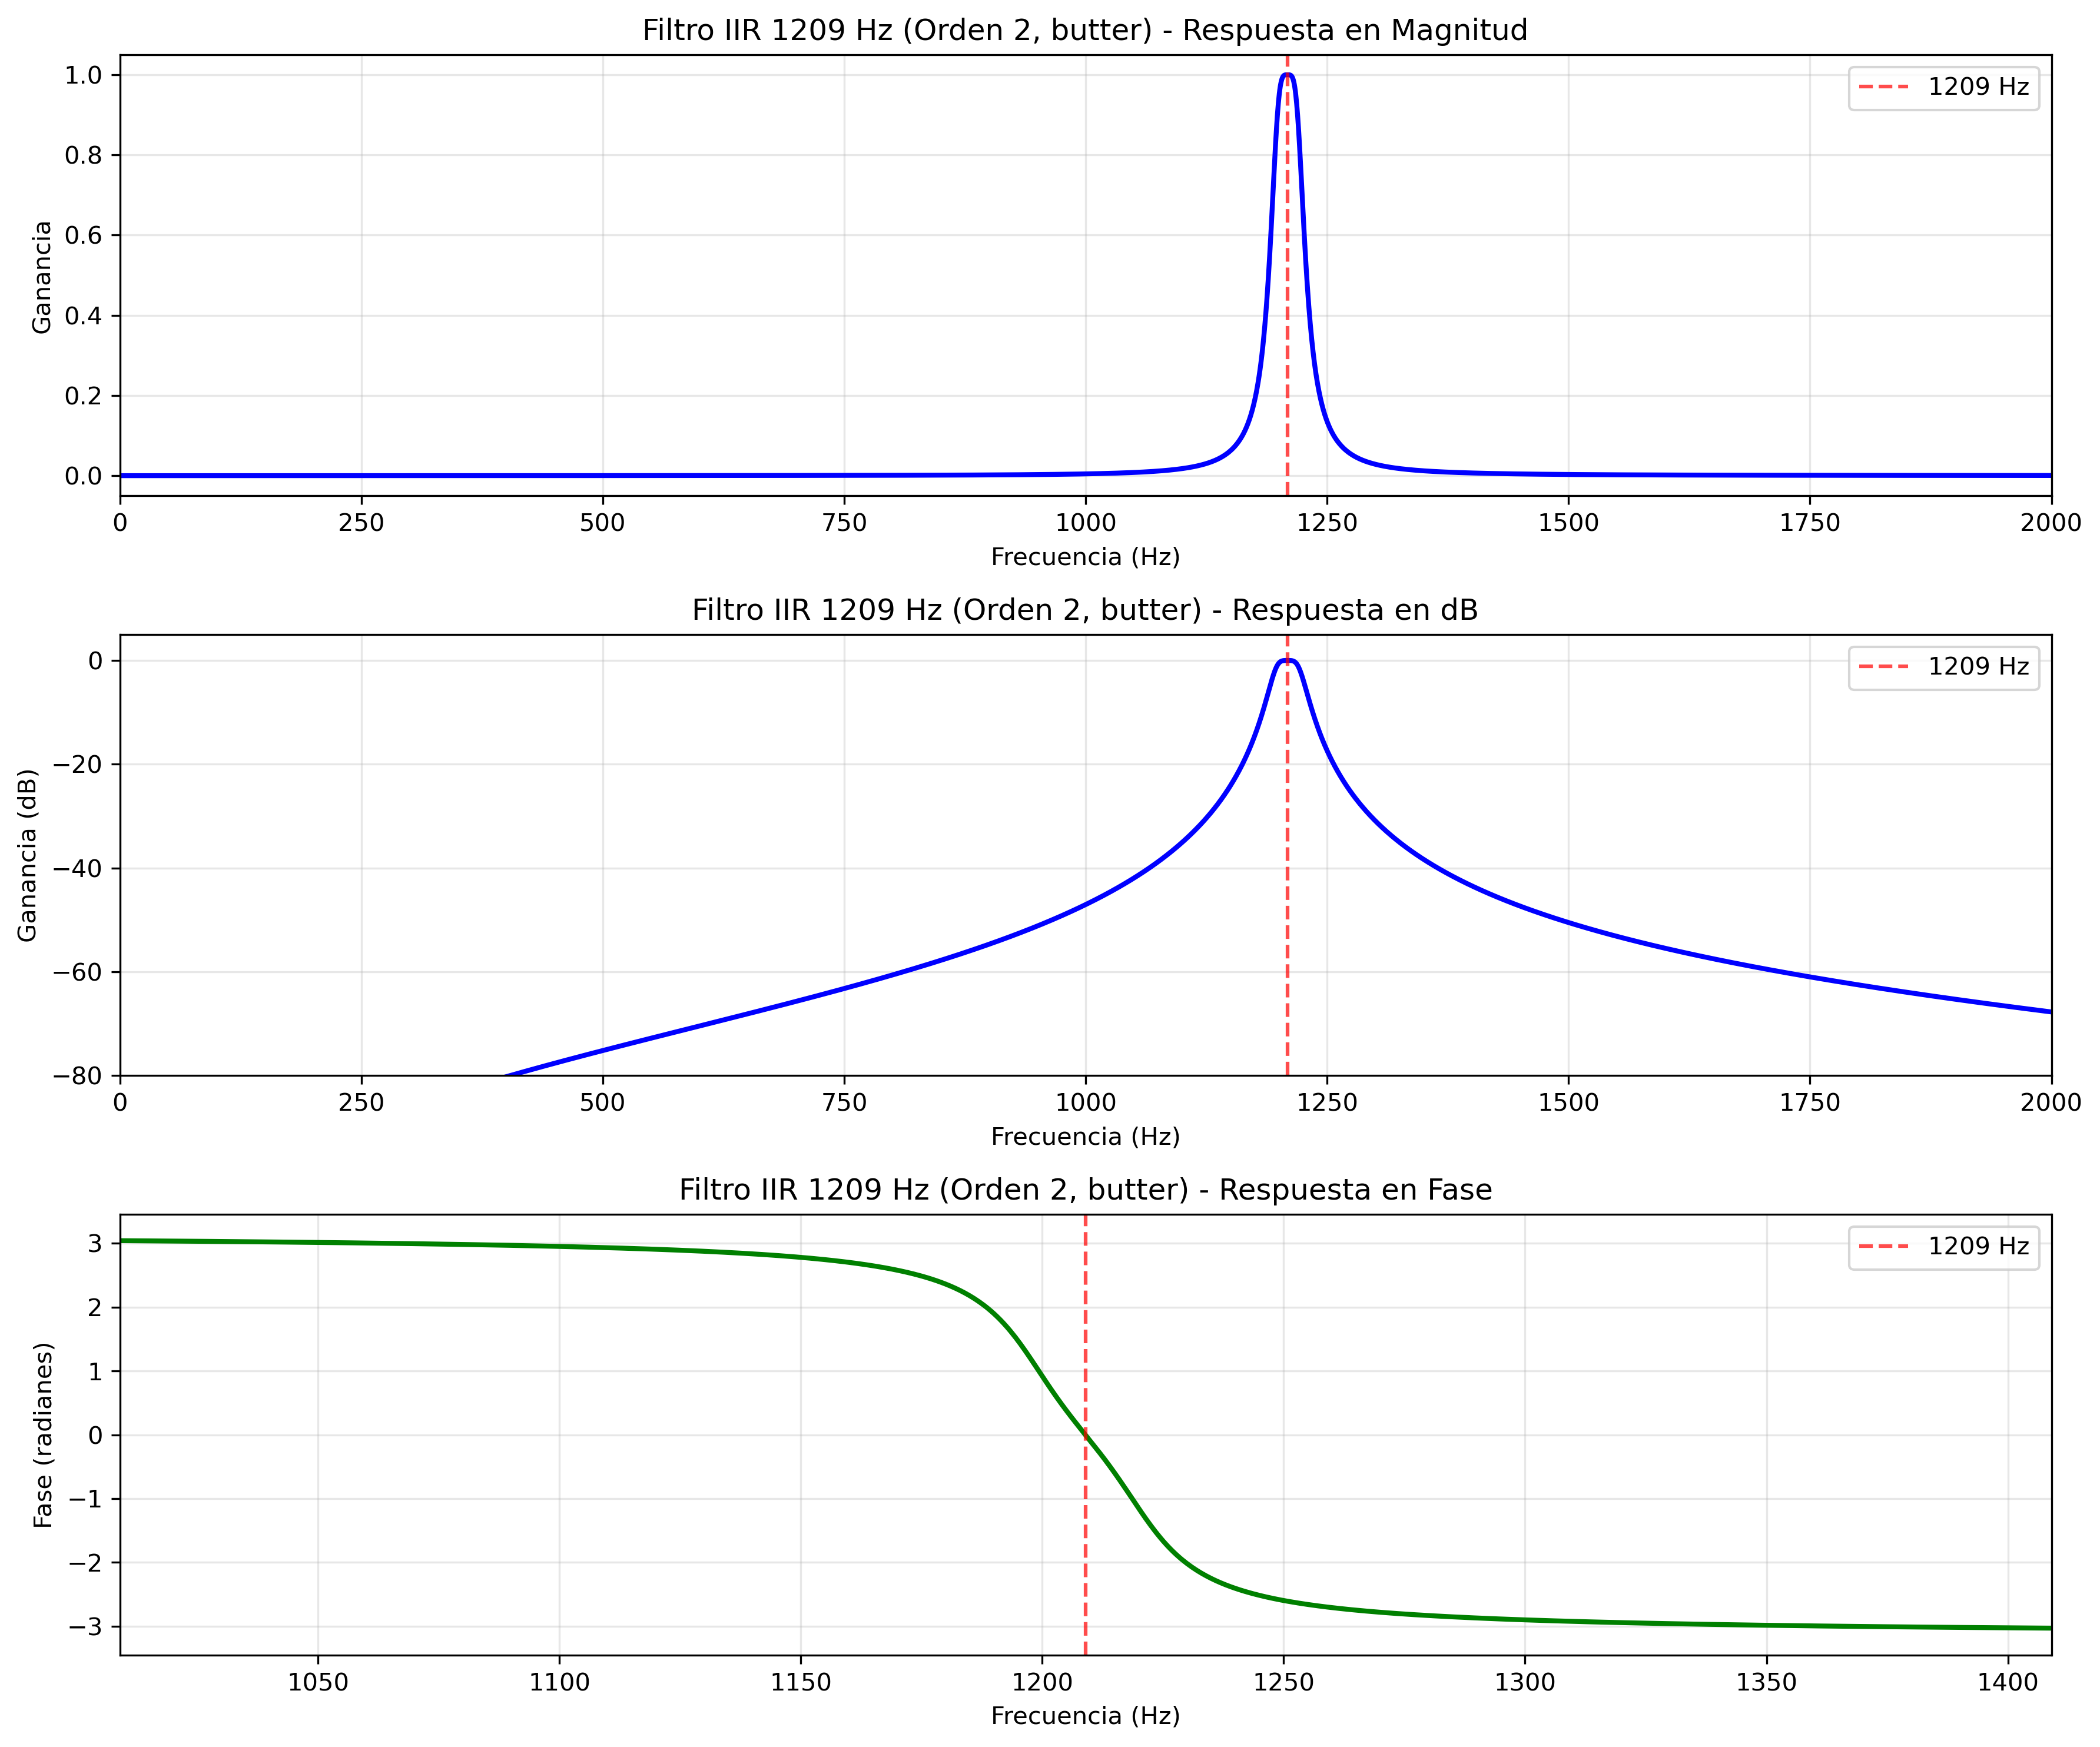 Filtro IIR 1209 Hz (Orden 2, butter) - Respuesta en Magnitud
1.0
0.8
0.6
0.4
0.2
0.0
Ganancia
1209 Hz
0 250 500 750 1000 1250 1500 1750 2000
Frecuencia (Hz)
Filtro IIR 1209 Hz (Orden 2, butter) - Respuesta en dB
0
−20
−40
−60
−80
Ganancia (dB)
1209 Hz
0 250 500 750 1000 1250 1500 1750 2000
Frecuencia (Hz)
Filtro IIR 1209 Hz (Orden 2, butter) - Respuesta en Fase
3
2
1
0
−1
−2
−3
Fase (radianes)
1209 Hz
1050 1100 1150 1200 1250 1300 1350 1400
Frecuencia (Hz)